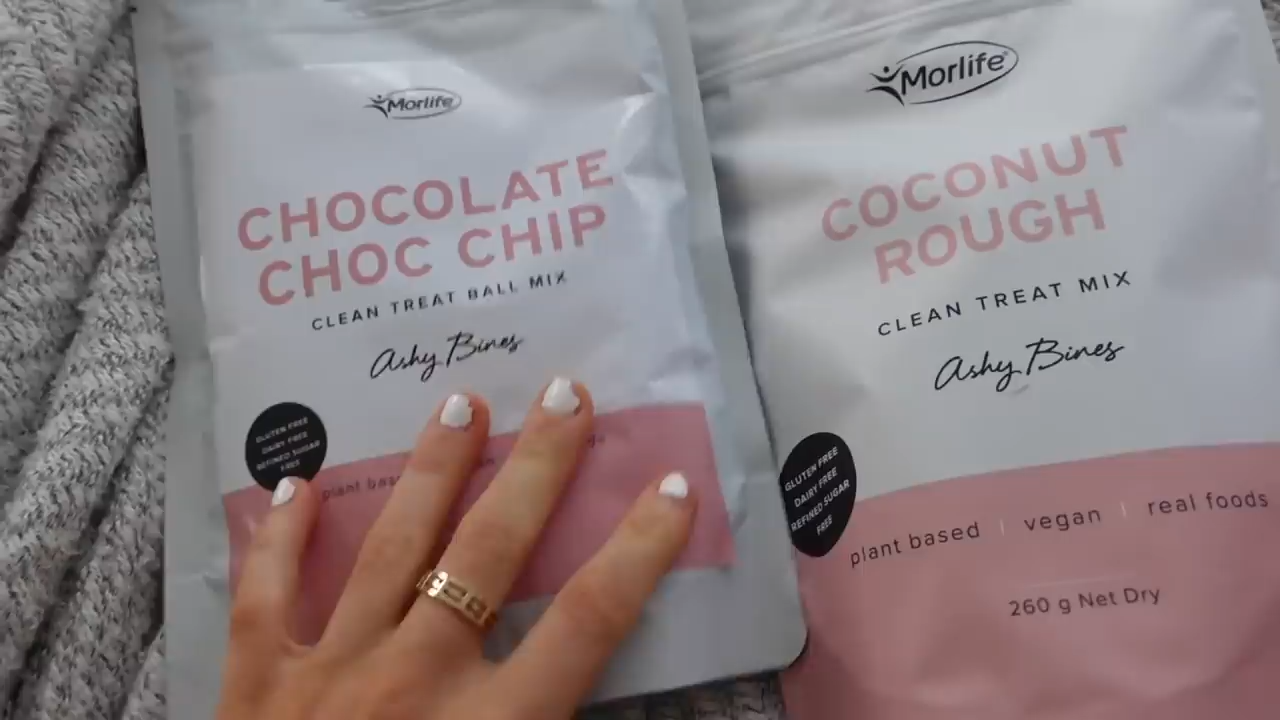 Morlife
CHOCOLATE
CHOC CHIP
CLEAN TREAT BALL MIX
Ashy Bines
GLUTEN FREE
DAIRY FREE
REFINED SUGAR
FREE
plant
Morlife
COCONUT
ROUGH
CLEAN TREAT MIX
Ashy Bines
GLUTEN FREE
DAIRY FREE
REFINED SUGAR
FREE
plant based | vegan | real foods
260 g Net Dry